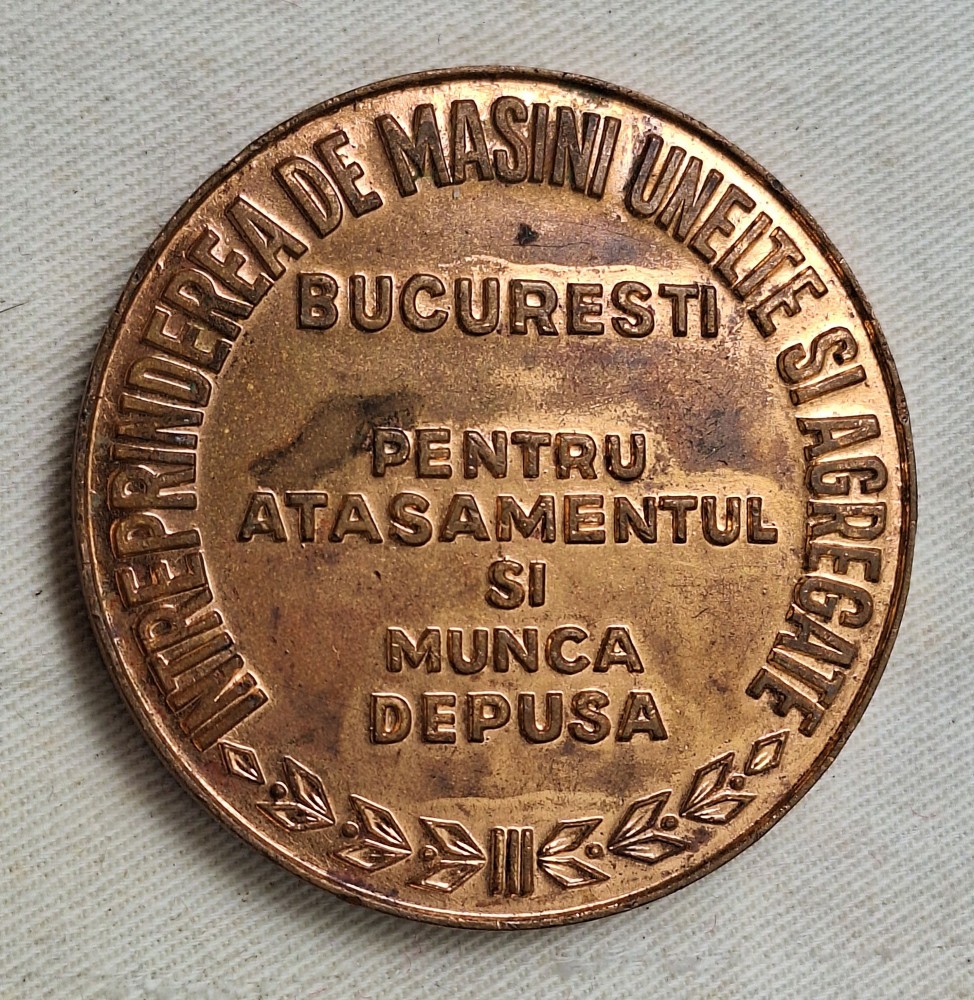 INTREPRINDEREA DE MASINI UNELTE SI AGREGATE
BUCURESTI
PENTRU
ATASAMENTUL
SI
MUNCA
DEPUSA